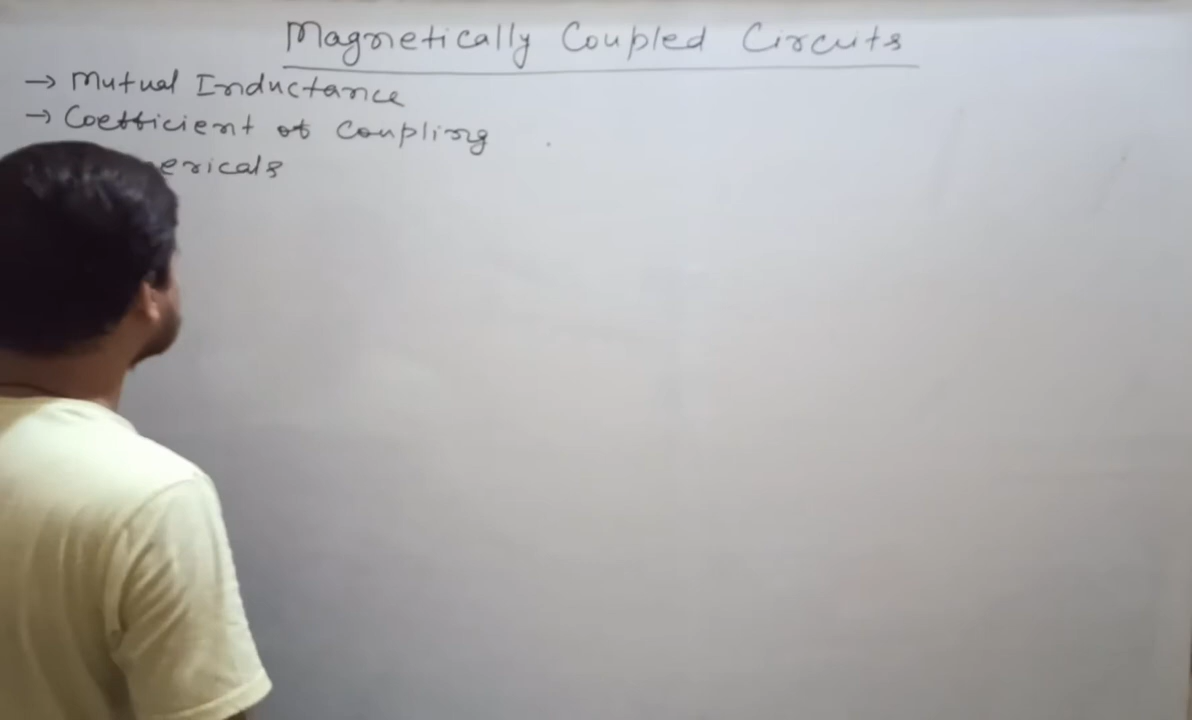 Magnetically Coupled Circuits
→ Mutual Inductance
→ Coefficient of Coupling
ericals